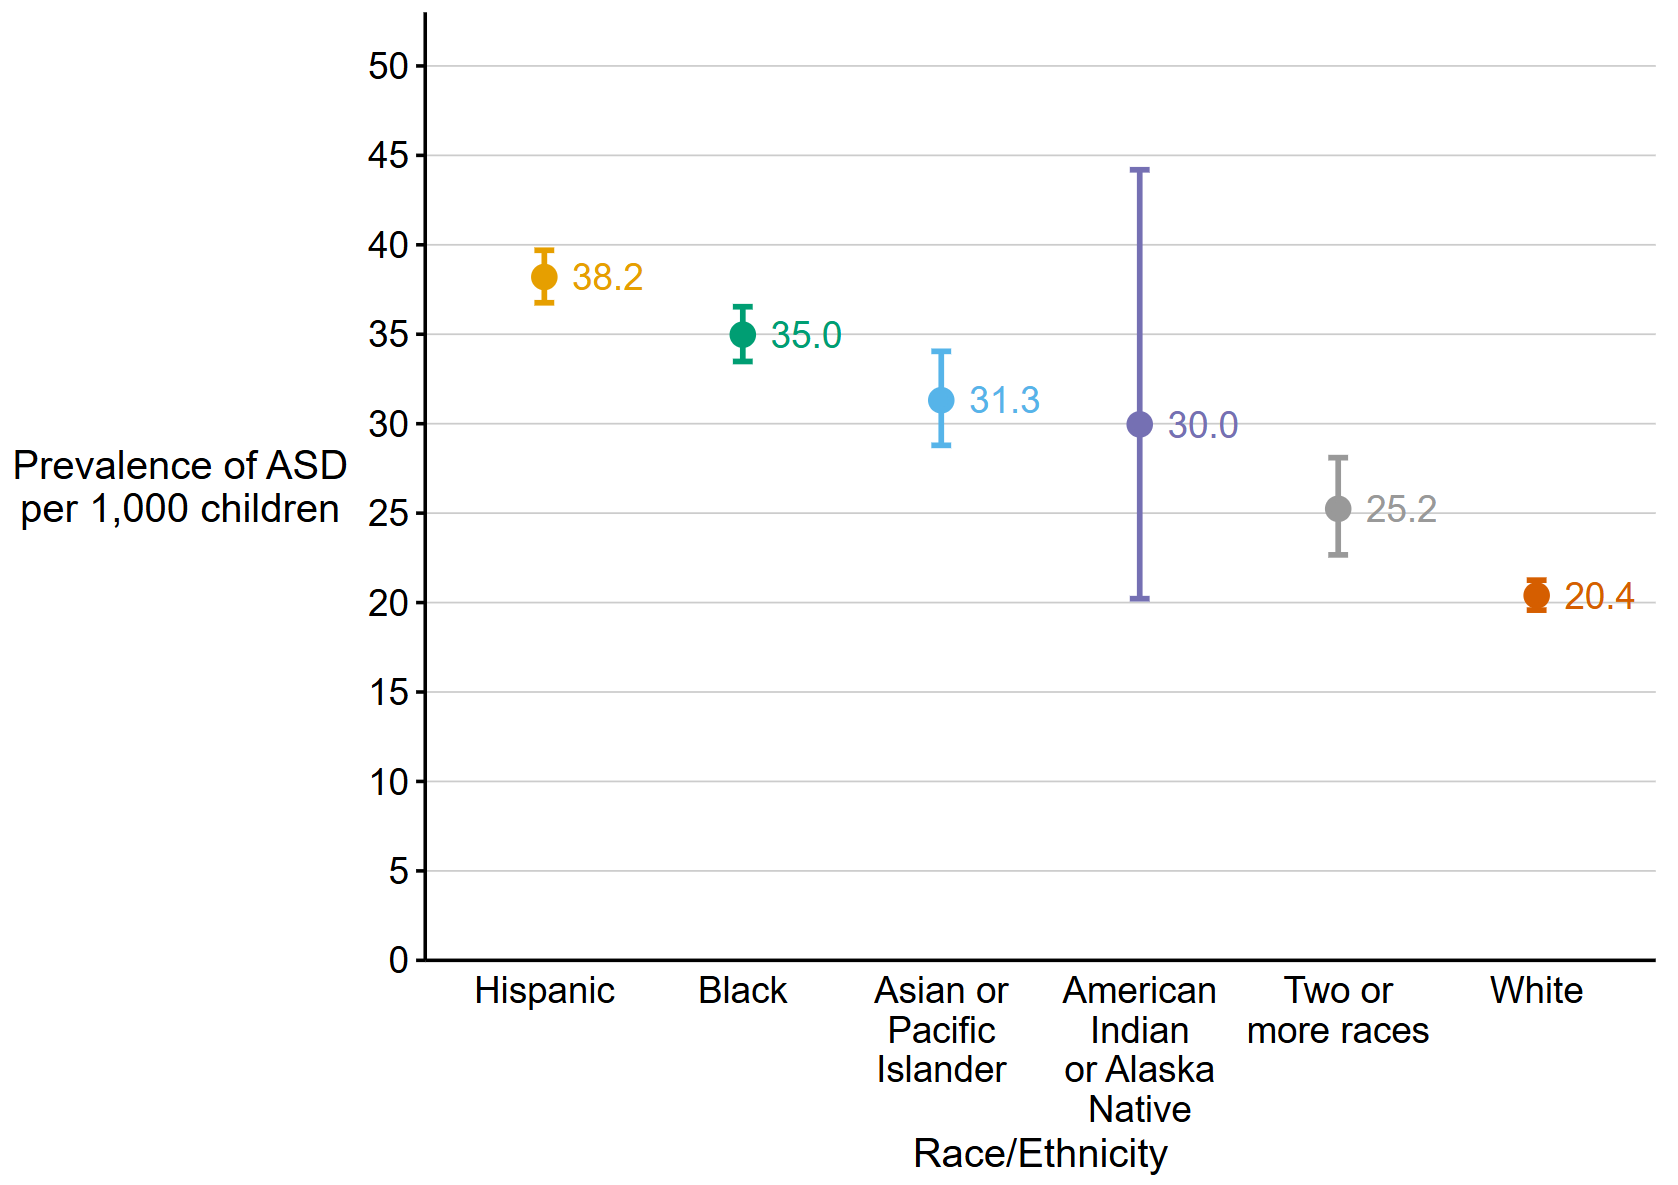 50
45
40
35
30
25
20
15
10
5
0
Prevalence of ASD
per 1,000 children
38.2
35.0
31.3
30.0
25.2
20.4
Hispanic
Black
Asian or
Pacific
Islander
American
Indian
or Alaska
Native
Two or
more races
White
Race/Ethnicity